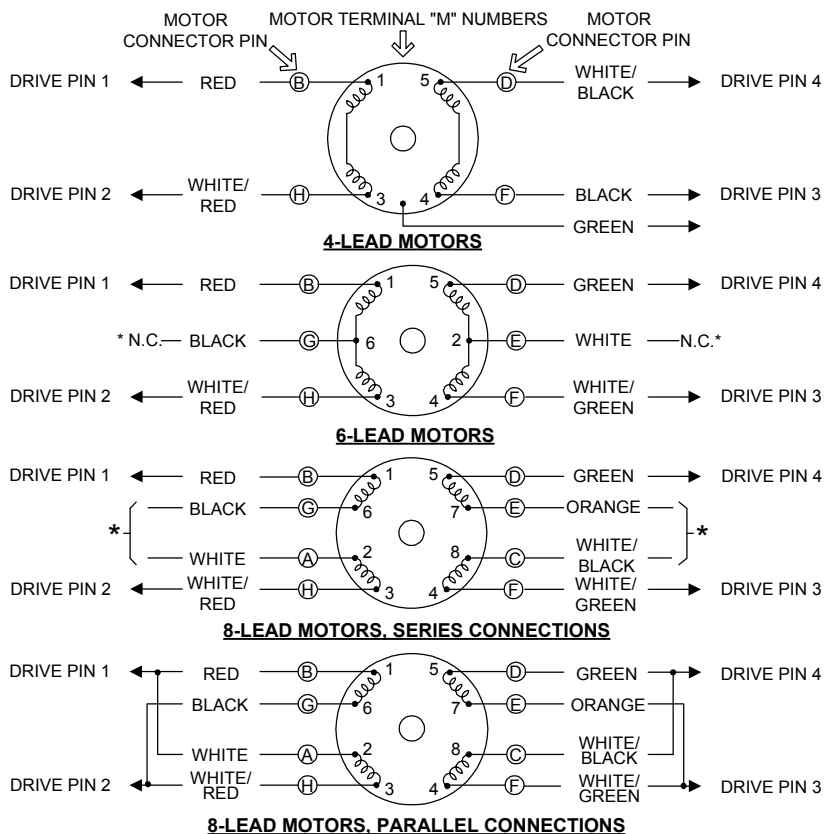 MOTOR CONNECTOR PIN
MOTOR TERMINAL "M" NUMBERS
MOTOR CONNECTOR PIN
DRIVE PIN 1 RED B 1 5 D WHITE/BLACK DRIVE PIN 4
DRIVE PIN 2 WHITE/RED H 3 4 F BLACK DRIVE PIN 3
GREEN
4-LEAD MOTORS
DRIVE PIN 1 RED B 1 5 D GREEN DRIVE PIN 4
* N.C. BLACK G 6 2 E WHITE N.C.*
DRIVE PIN 2 WHITE/RED H 3 4 F WHITE/GREEN DRIVE PIN 3
6-LEAD MOTORS
DRIVE PIN 1 RED B 1 5 D GREEN DRIVE PIN 4
BLACK G 6 7 E ORANGE
* *
WHITE A 2 8 C WHITE/BLACK
DRIVE PIN 2 WHITE/RED H 3 4 F WHITE/GREEN DRIVE PIN 3
8-LEAD MOTORS, SERIES CONNECTIONS
DRIVE PIN 1 RED B 1 5 D GREEN DRIVE PIN 4
BLACK G 6 7 E ORANGE
WHITE A 2 8 C WHITE/BLACK
DRIVE PIN 2 WHITE/RED H 3 4 F WHITE/GREEN DRIVE PIN 3
8-LEAD MOTORS, PARALLEL CONNECTIONS